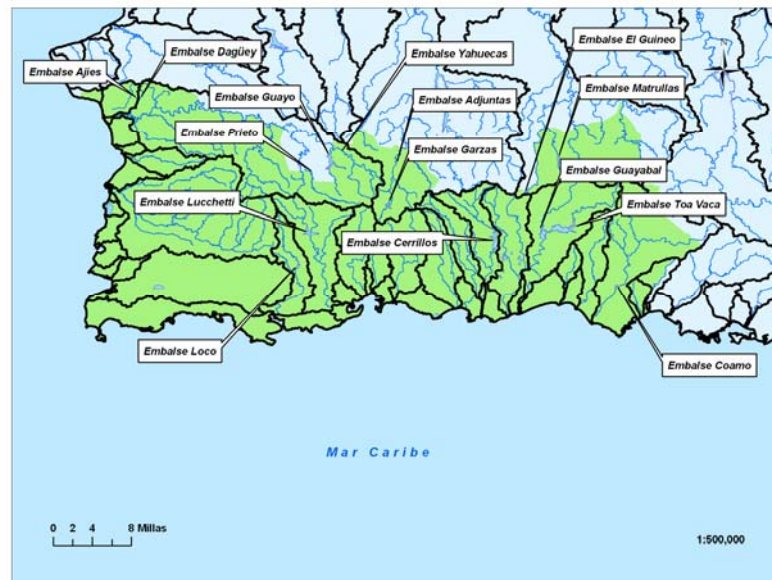 Embalse Dagüey
Embalse Yahuecas
Embalse El Guineo
Embalse Ajies
Embalse Guayo
Embalse Adjuntas
Embalse Matrullas
Embalse Prieto
Embalse Garzas
Embalse Guayabal
Embalse Lucchetti
Embalse Toa Vaca
Embalse Cerrillos
Embalse Loco
Embalse Coamo
Mar Caribe
0 2 4 8 Millas
1:500,000